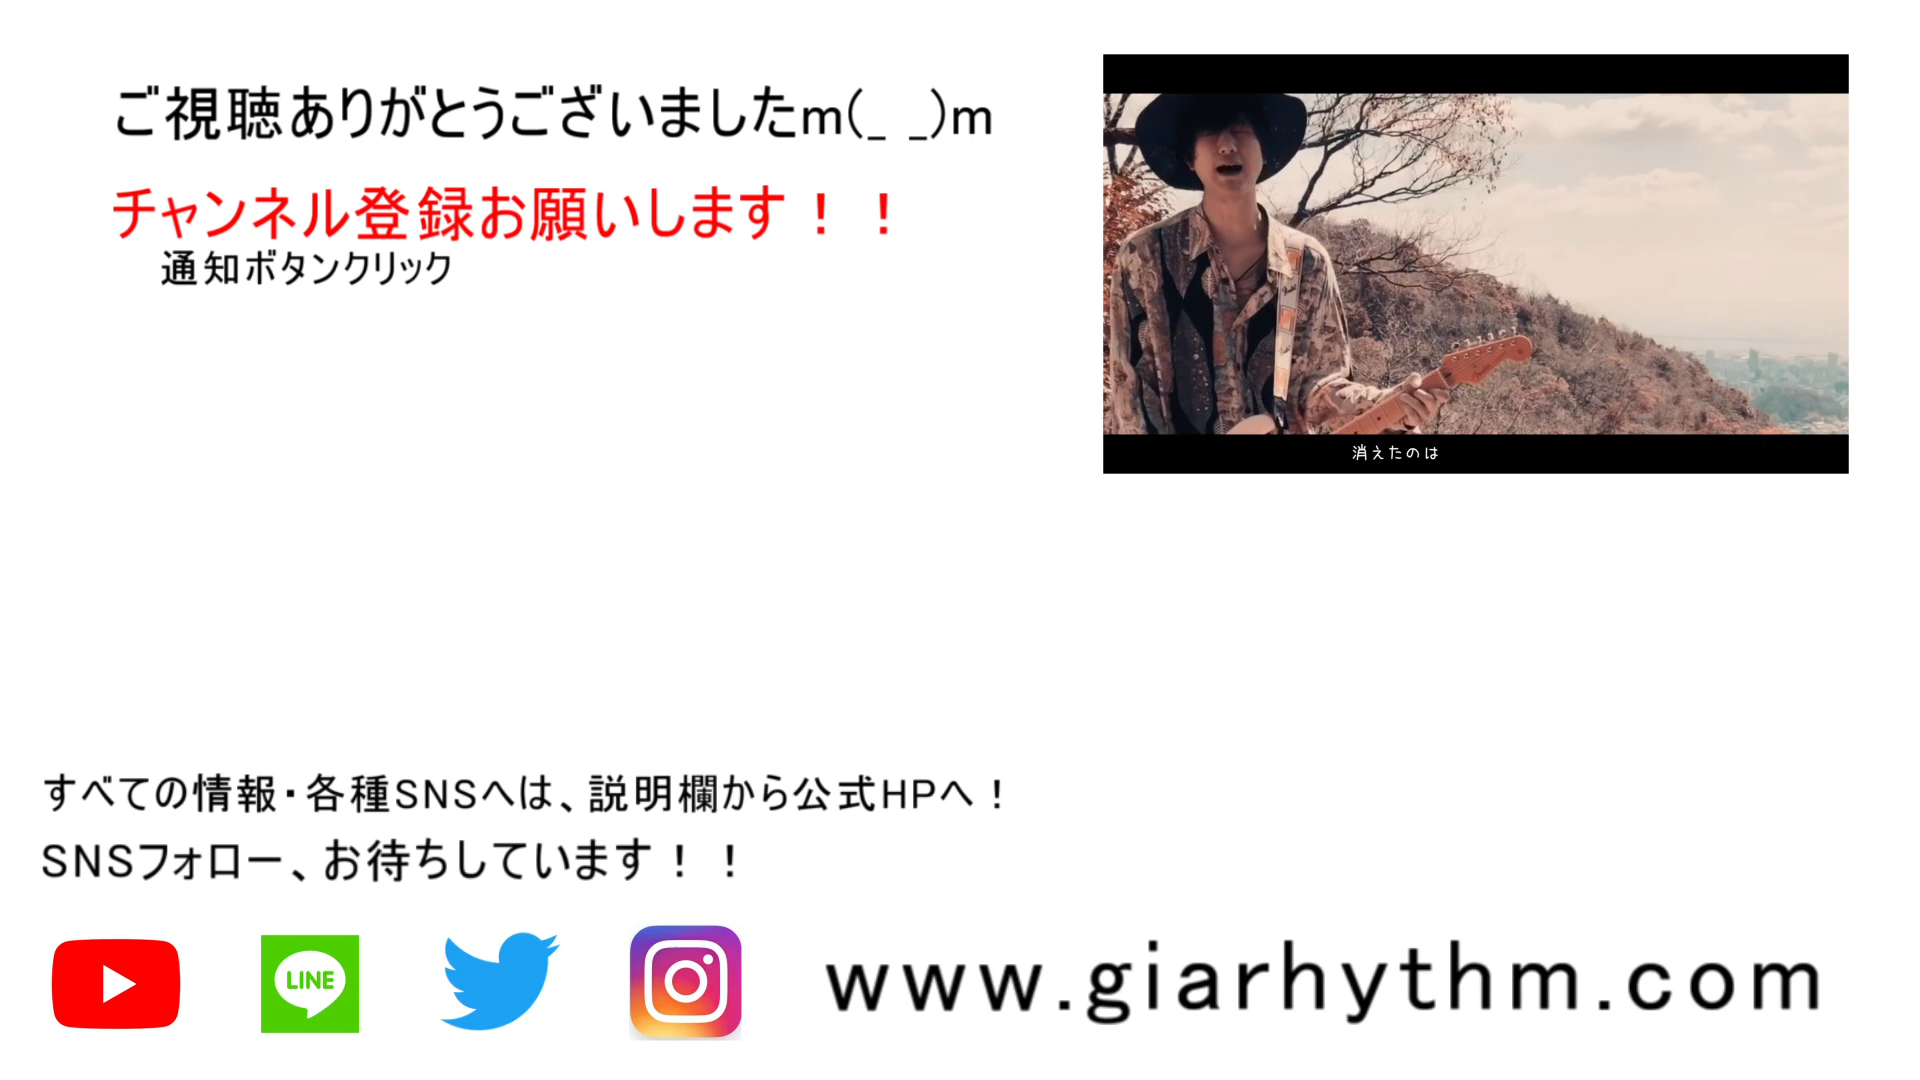 ご視聴ありがとうございましたm(_ _)m
チャンネル登録お願いします！！
通知ボタンクリック
消えたのは
すべての情報・各種SNSへは、説明欄から公式HPへ！
SNSフォロー、お待ちしています！！
LINE
www.giarhythm.com